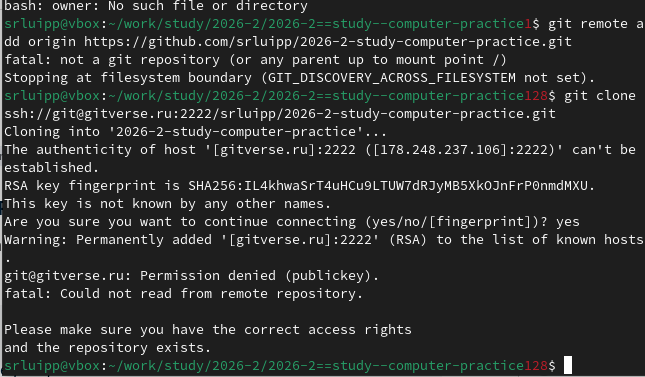 bash: owner: No such file or directory
srluipp@vbox:~/work/study/2026-2/2026-2==study--computer-practice1$ git remote a
dd origin https://github.com/srluipp/2026-2-study-computer-practice.git
fatal: not a git repository (or any parent up to mount point /)
Stopping at filesystem boundary (GIT_DISCOVERY_ACROSS_FILESYSTEM not set).
srluipp@vbox:~/work/study/2026-2/2026-2==study--computer-practice128$ git clone
ssh://git@gitverse.ru:2222/srluipp/2026-2-study-computer-practice.git
Cloning into '2026-2-study-computer-practice'...
The authenticity of host '[gitverse.ru]:2222 ([178.248.237.106]:2222)' can't be
established.
RSA key fingerprint is SHA256:IL4khwaSrT4uHCu9LTUW7dRJyMB5XkOJnFrP0nmdMXU.
This key is not known by any other names.
Are you sure you want to continue connecting (yes/no/[fingerprint])? yes
Warning: Permanently added '[gitverse.ru]:2222' (RSA) to the list of known hosts
.
git@gitverse.ru: Permission denied (publickey).
fatal: Could not read from remote repository.

Please make sure you have the correct access rights
and the repository exists.
srluipp@vbox:~/work/study/2026-2/2026-2==study--computer-practice128$